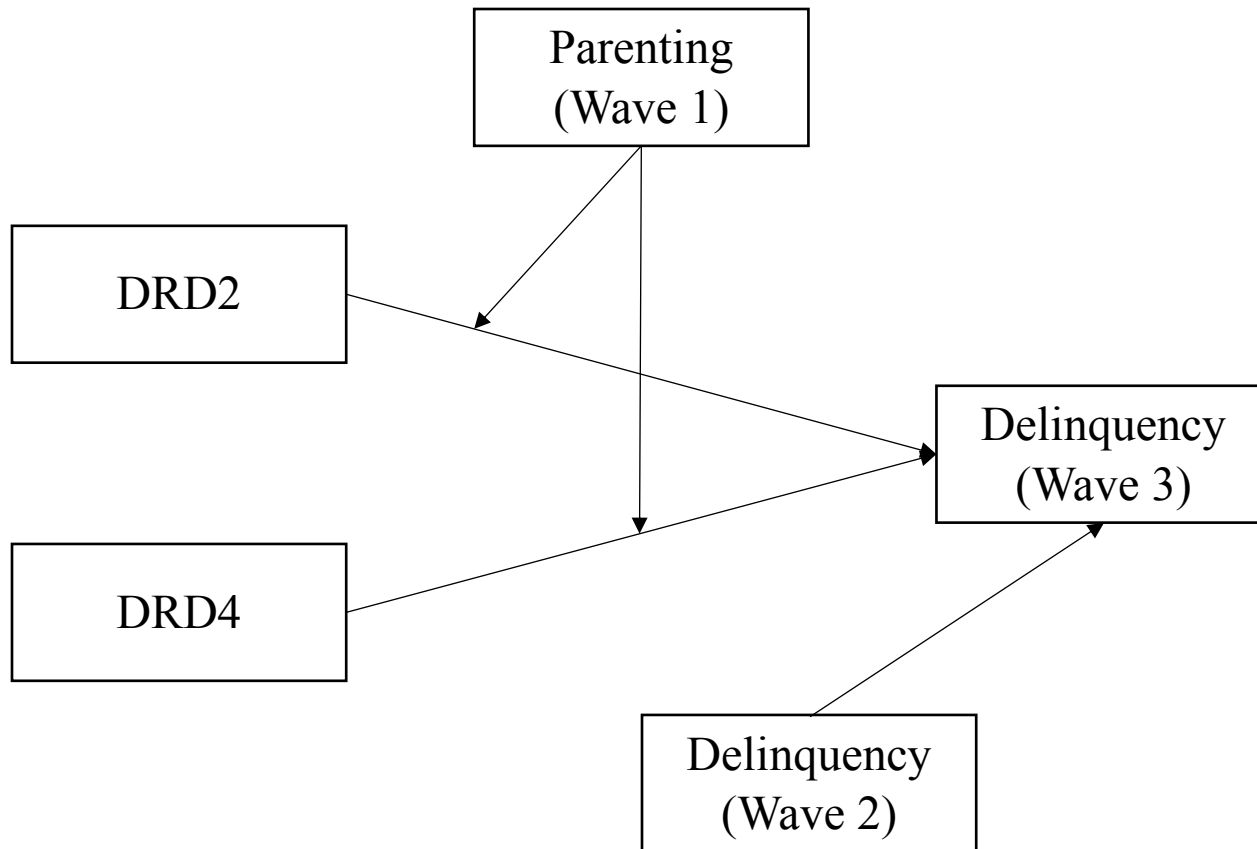 Parenting
(Wave 1)
DRD2
Delinquency
(Wave 3)
DRD4
Delinquency
(Wave 2)